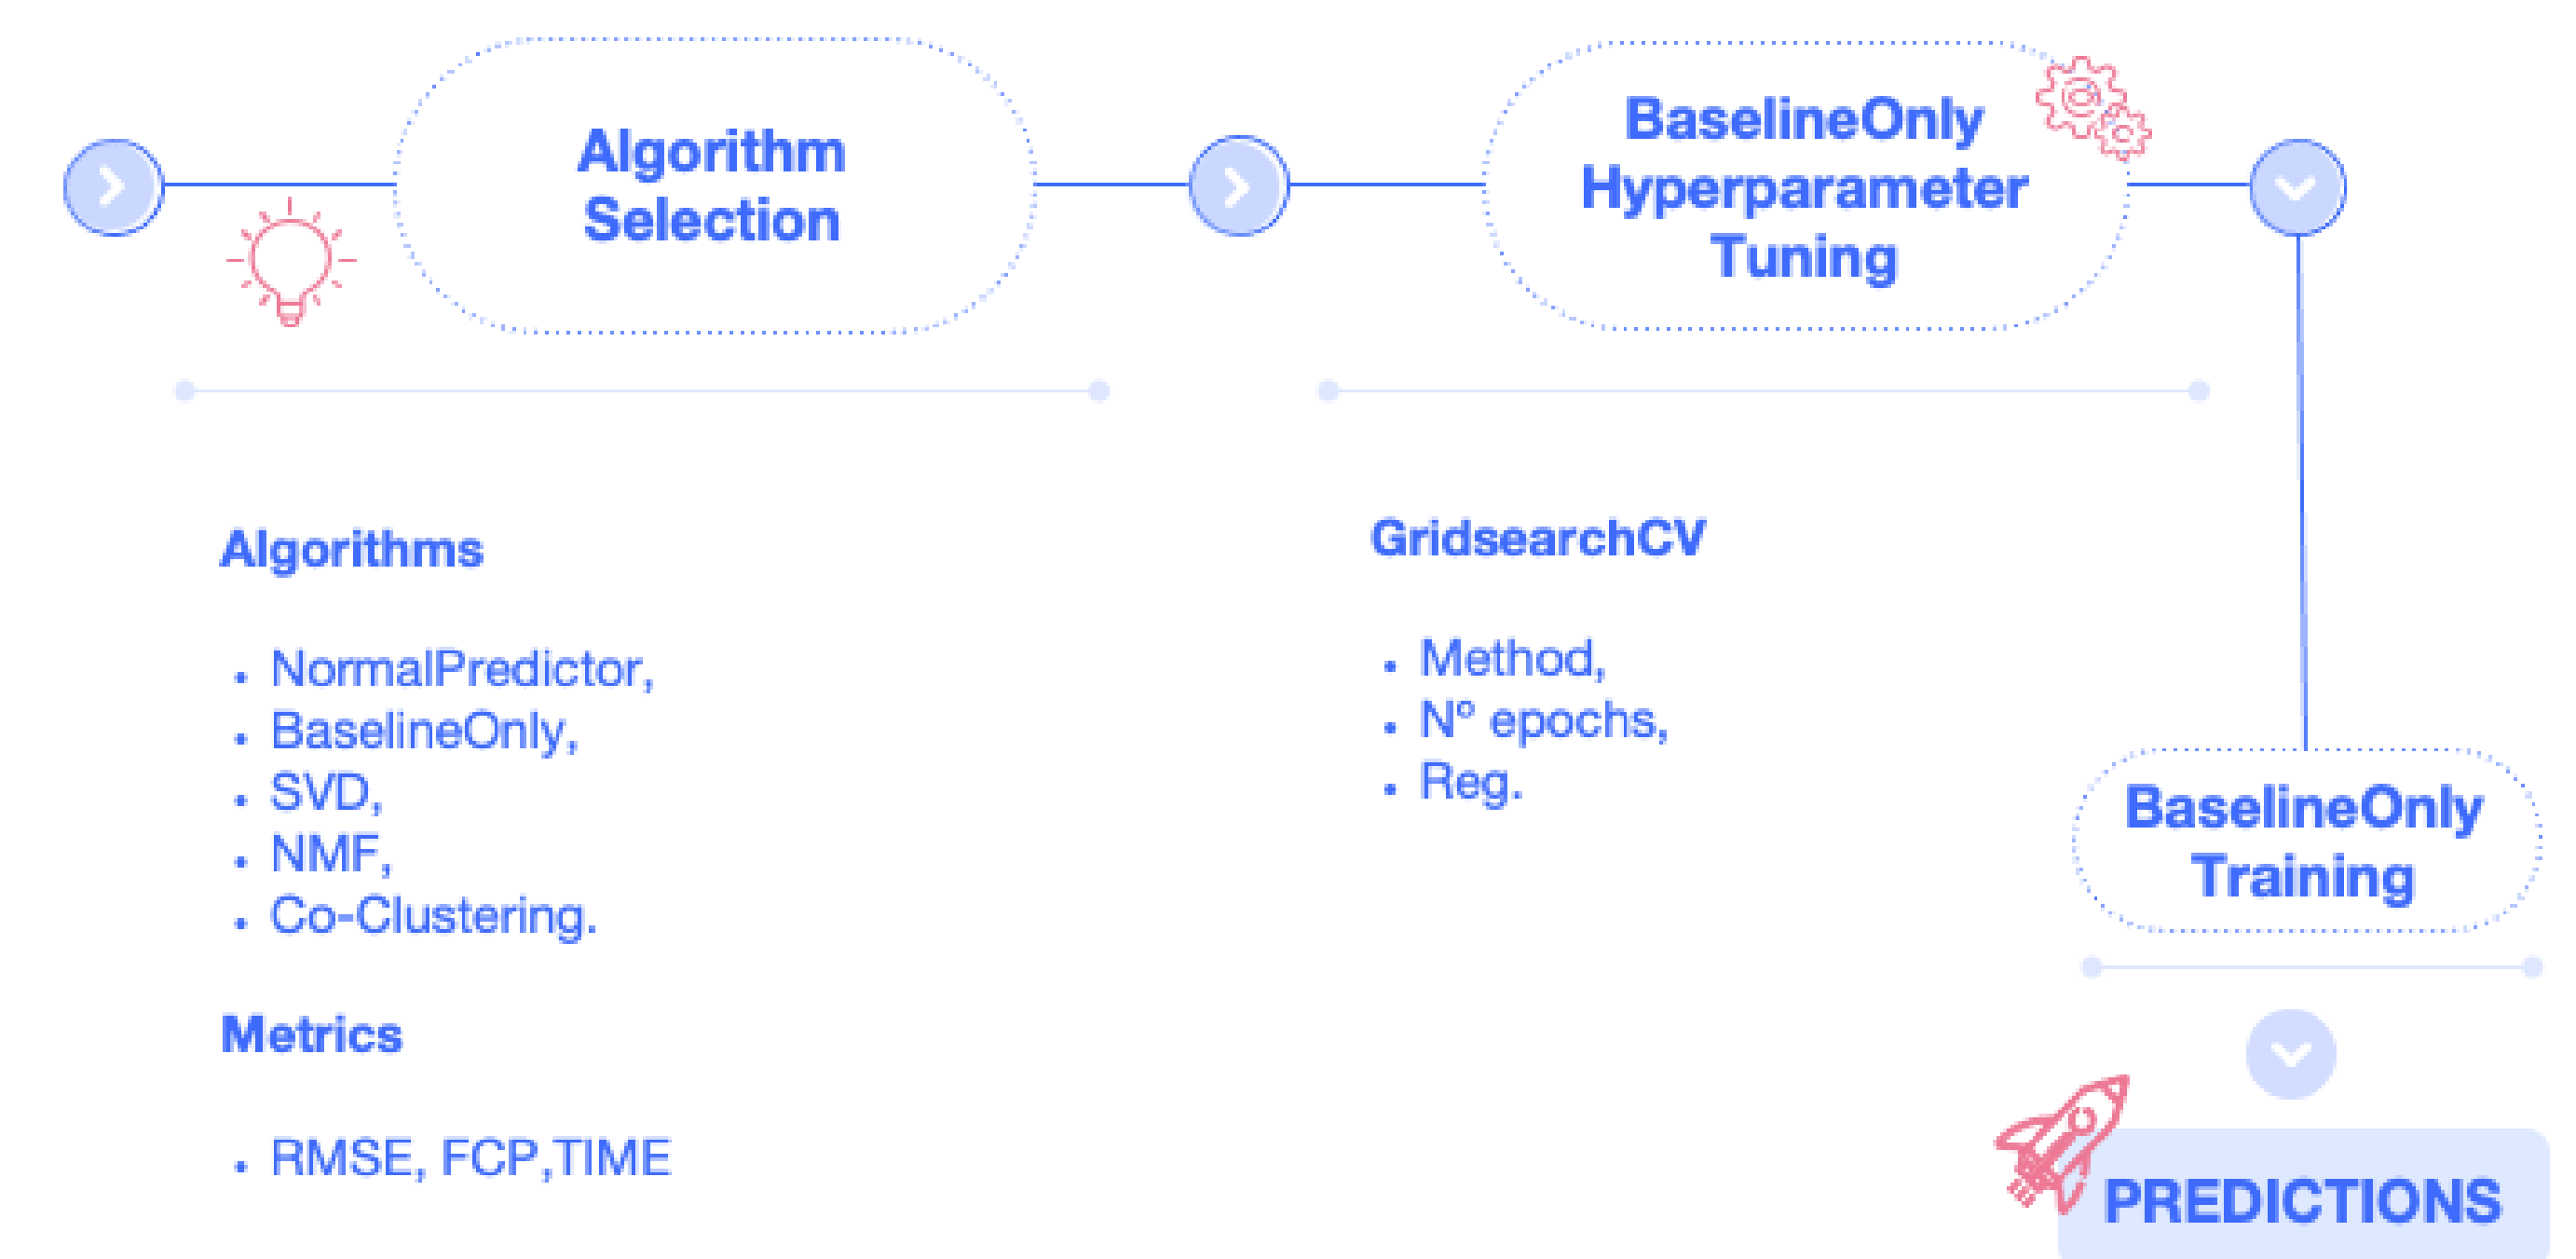 Algorithm
Selection
BaselineOnly
Hyperparameter
Tuning
Algorithms
• NormalPredictor,
• BaselineOnly,
• SVD,
• NMF,
• Co-Clustering.
Metrics
• RMSE, FCP,TIME
GridsearchCV
• Method,
• Nº epochs,
• Reg.
BaselineOnly
Training
PREDICTIONS